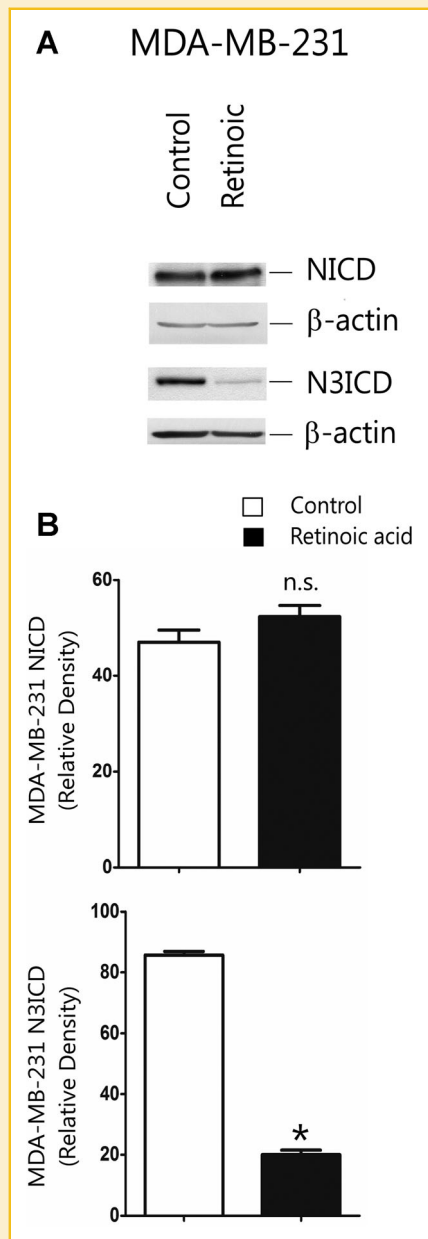 A MDA-MB-231
Control
Retinoic
NICD
β-actin
N3ICD
β-actin
B
Control
Retinoic acid
MDA-MB-231 NICD
(Relative Density)
60
40
20
0
n.s.
MDA-MB-231 N3ICD
(Relative Density)
100
80
60
40
20
0
*